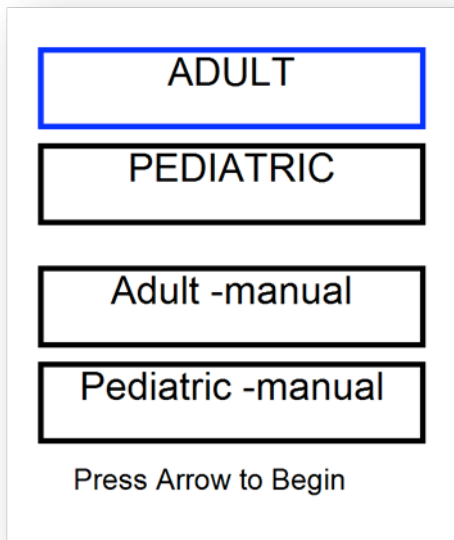 ADULT
PEDIATRIC
Adult -manual
Pediatric -manual
Press Arrow to Begin